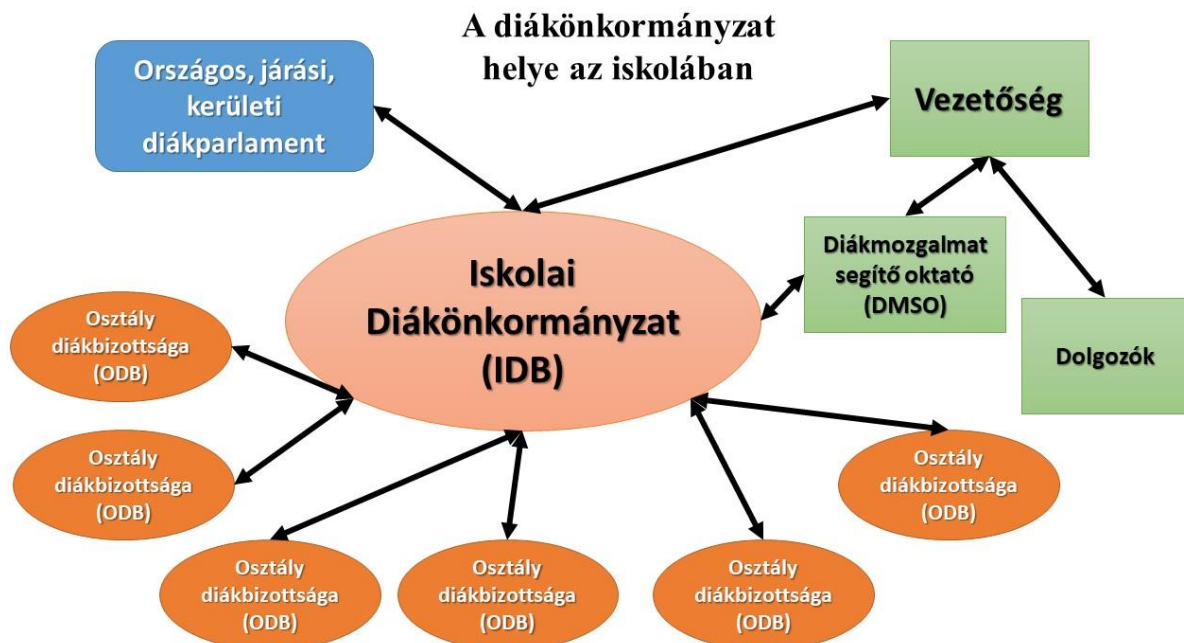 A diákönkormányzat
helye az iskolában
Országos, járási,
kerületi
diákparlament
Vezetőség
Diákmozgalmat
segítő oktató
(DMSO)
Dolgozók
Iskolai
Diákönkormányzat
(IDB)
Osztály
diákbizottsága
(ODB)
Osztály
diákbizottsága
(ODB)
Osztály
diákbizottsága
(ODB)
Osztály
diákbizottsága
(ODB)
Osztály
diákbizottsága
(ODB)
Osztály
diákbizottsága
(ODB)